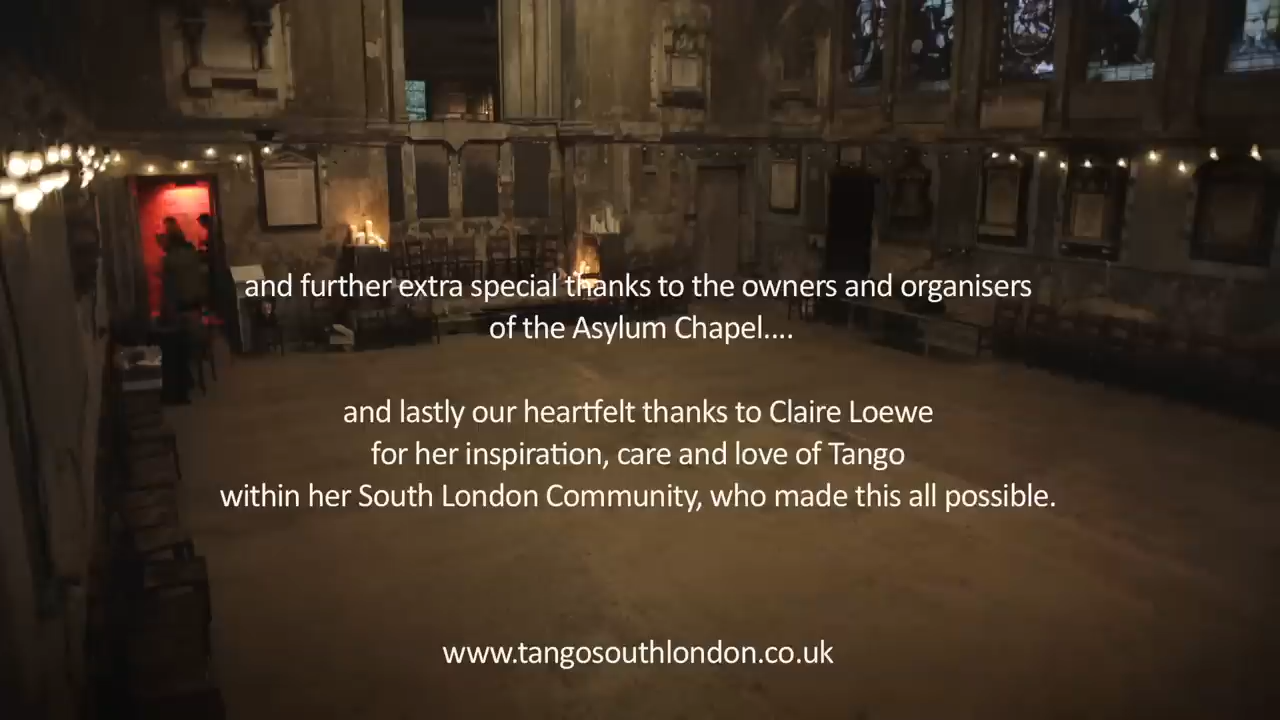 and further extra special thanks to the owners and organisers
of the Asylum Chapel....
and lastly our heartfelt thanks to Claire Loewe
for her inspiration, care and love of Tango
within her South London Community, who made this all possible.
www.tangosouthlondon.co.uk